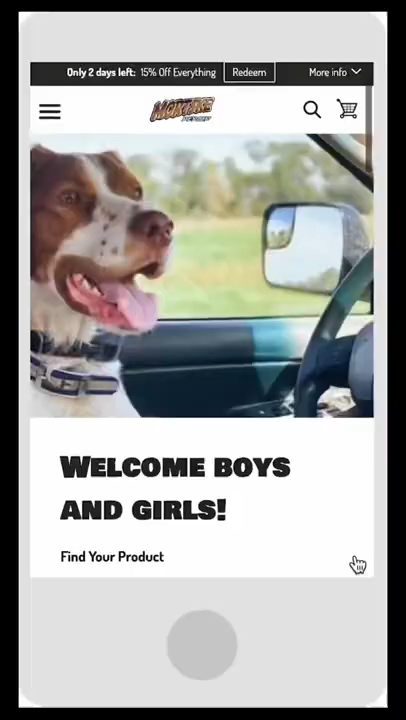 Only 2 days left: 15% Off Everything Redeem More info
Welcome boys
and girls!
Find Your Product